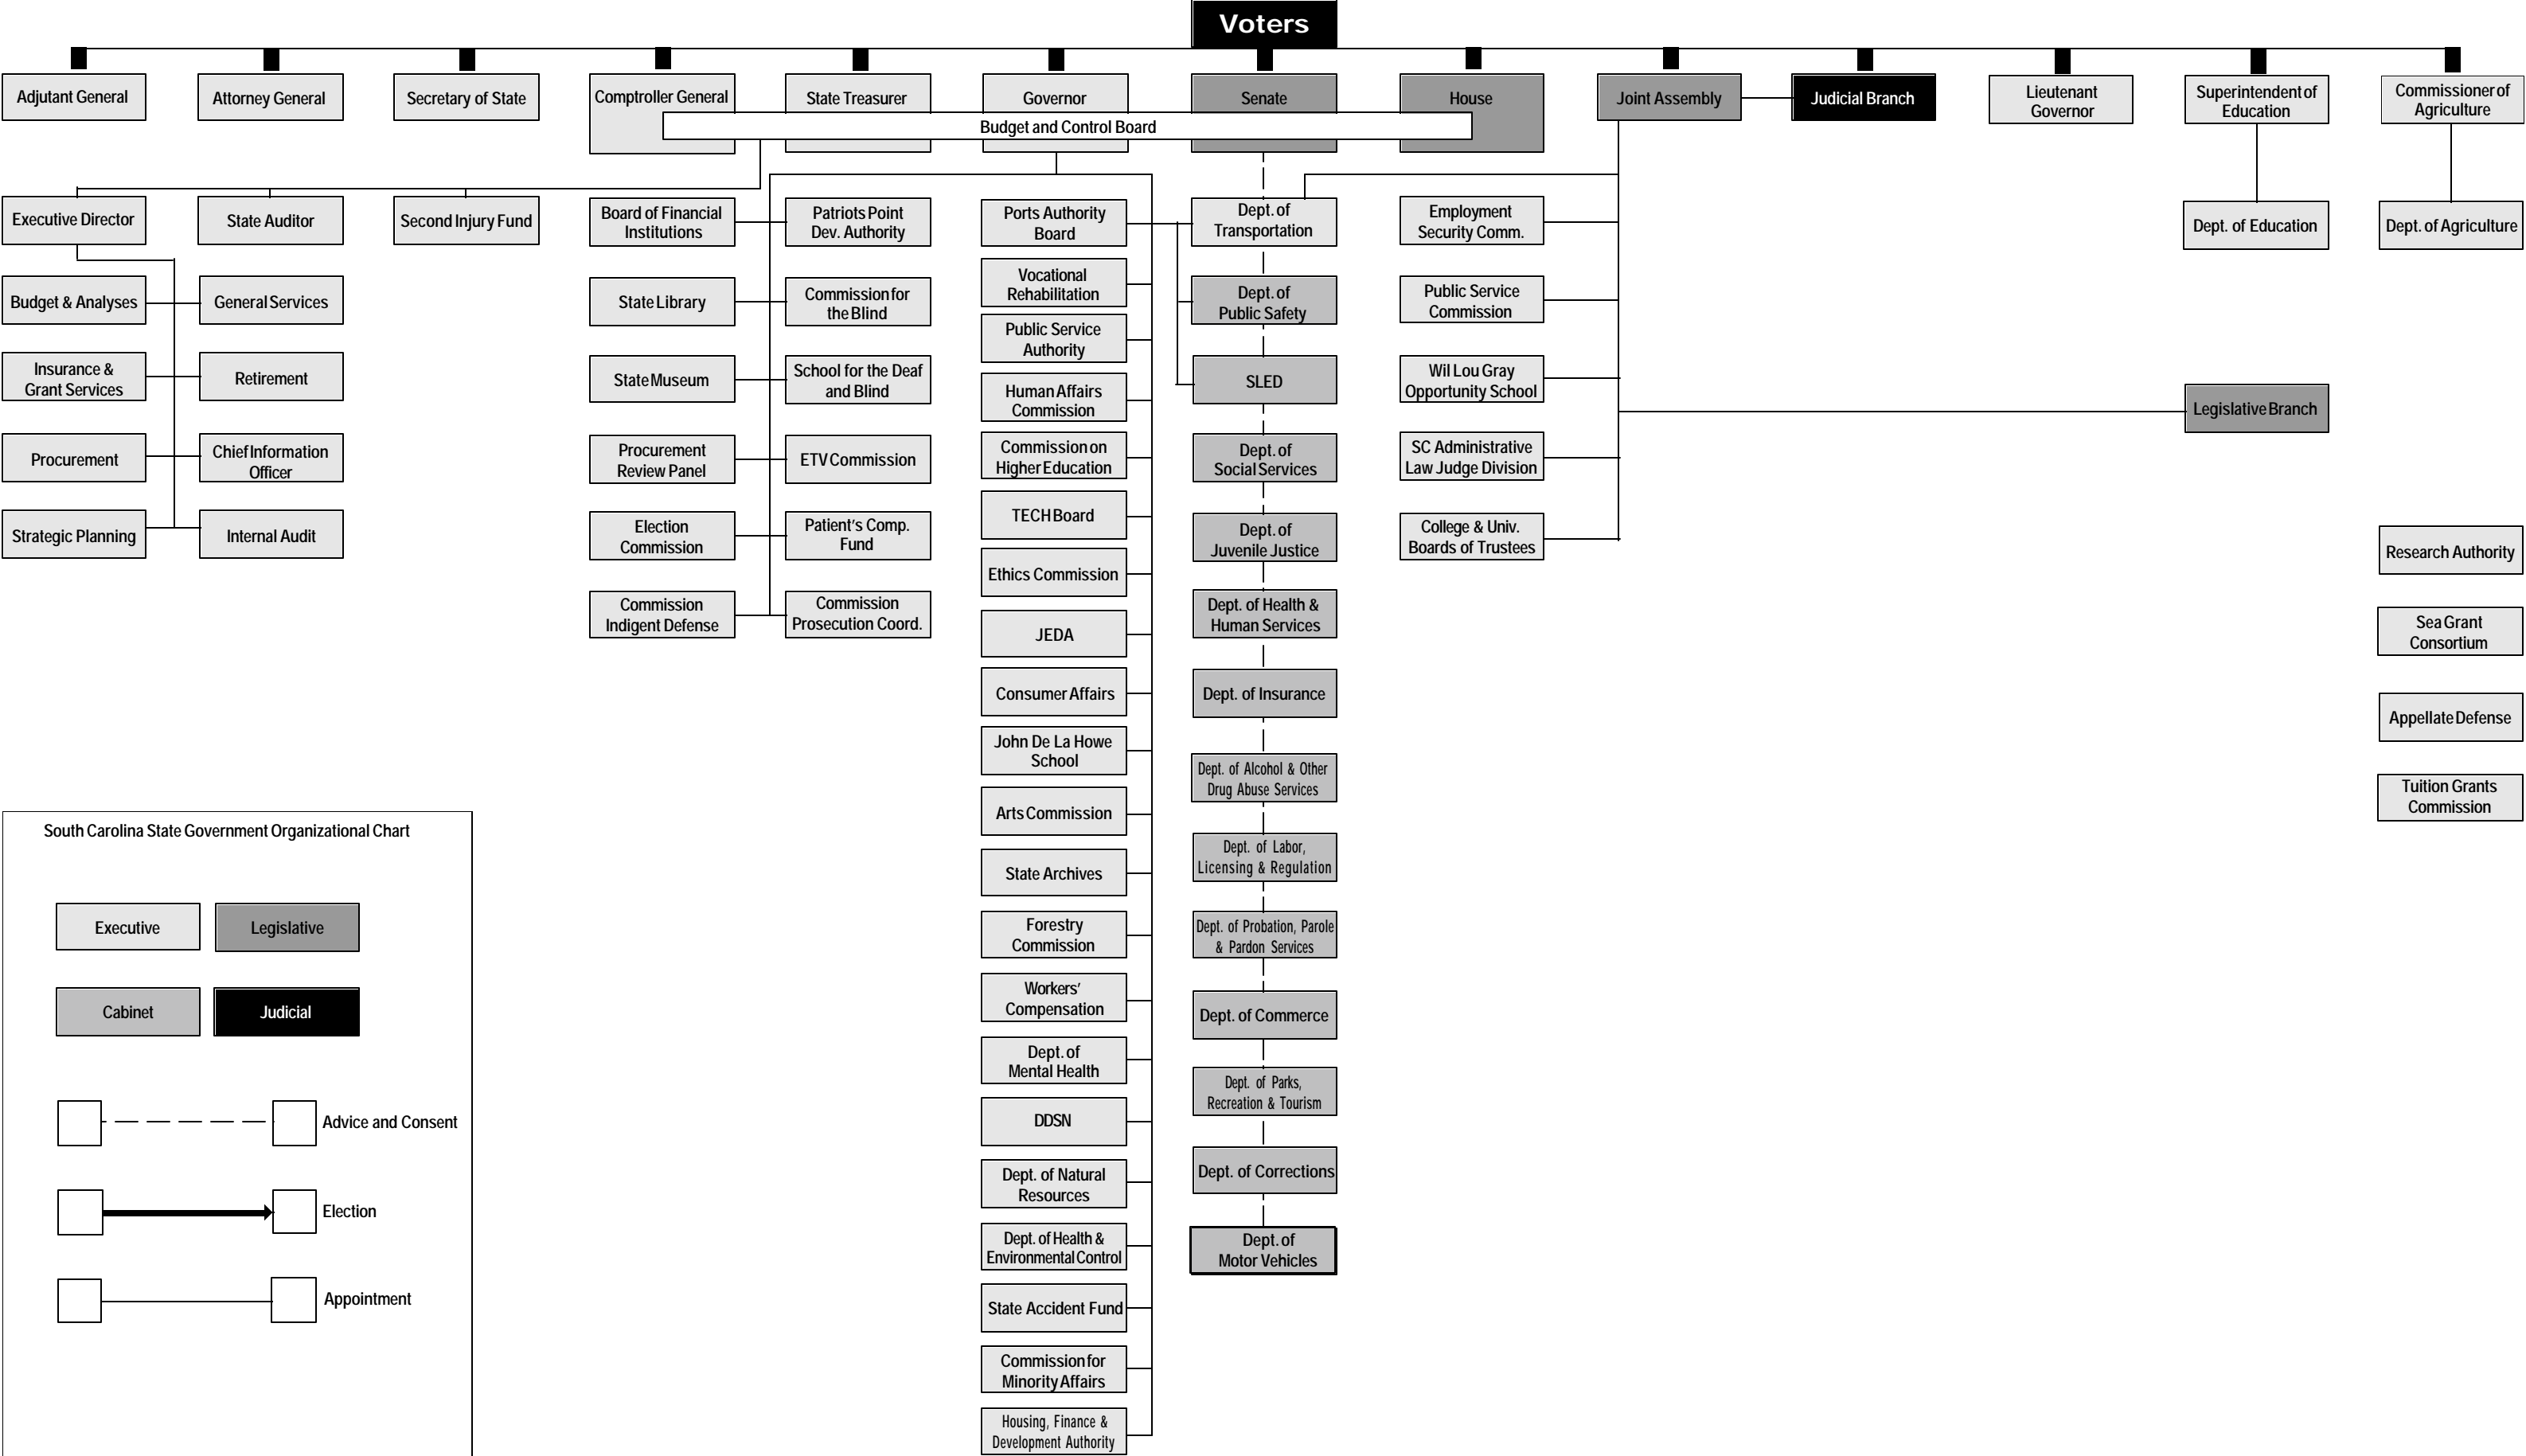 Voters
Adjutant General
Attorney General
Secretary of State
Comptroller General
State Treasurer
Governor
Senate
House
Joint Assembly
Judicial Branch
Lieutenant
Governor
Superintendent of
Education
Commissioner of
Agriculture
Budget and Control Board
Executive Director
State Auditor
Second Injury Fund
Board of Financial
Institutions
Patriots Point
Dev. Authority
Ports Authority
Board
Dept. of
Transportation
Employment
Security Comm.
Dept. of Education
Dept. of Agriculture
Budget & Analyses
General Services
State Library
Commission for
the Blind
Vocational
Rehabilitation
Dept. of
Public Safety
Public Service
Commission
Public Service
Authority
Insurance &
Grant Services
Retirement
State Museum
School for the Deaf
and Blind
Human Affairs
Commission
SLED
Wil Lou Gray
Opportunity School
Legislative Branch
Procurement
Chief Information
Officer
Procurement
Review Panel
ETV Commission
Commission on
Higher Education
Dept. of
Social Services
SC Administrative
Law Judge Division
Strategic Planning
Internal Audit
Election
Commission
Patient's Comp.
Fund
TECH Board
Dept. of
Juvenile Justice
College & Univ.
Boards of Trustees
Research Authority
Ethics Commission
Commission
Indigent Defense
Commission
Prosecution Coord.
JEDA
Dept. of Health &
Human Services
Sea Grant
Consortium
Consumer Affairs
Dept. of Insurance
Appellate Defense
John De La Howe
School
Dept. of Alcohol & Other
Drug Abuse Services
Tuition Grants
Commission
Arts Commission
Dept. of Labor,
Licensing & Regulation
State Archives
Forestry
Commission
Dept. of Probation, Parole
& Pardon Services
Workers'
Compensation
Dept. of Commerce
Dept. of
Mental Health
Dept. of Parks,
Recreation & Tourism
DDSN
Dept. of Natural
Resources
Dept. of Corrections
Dept. of Health &
Environmental Control
Dept. of
Motor Vehicles
State Accident Fund
Commission for
Minority Affairs
Housing, Finance &
Development Authority
South Carolina State Government Organizational Chart
Executive
Legislative
Cabinet
Judicial
Advice and Consent
Election
Appointment